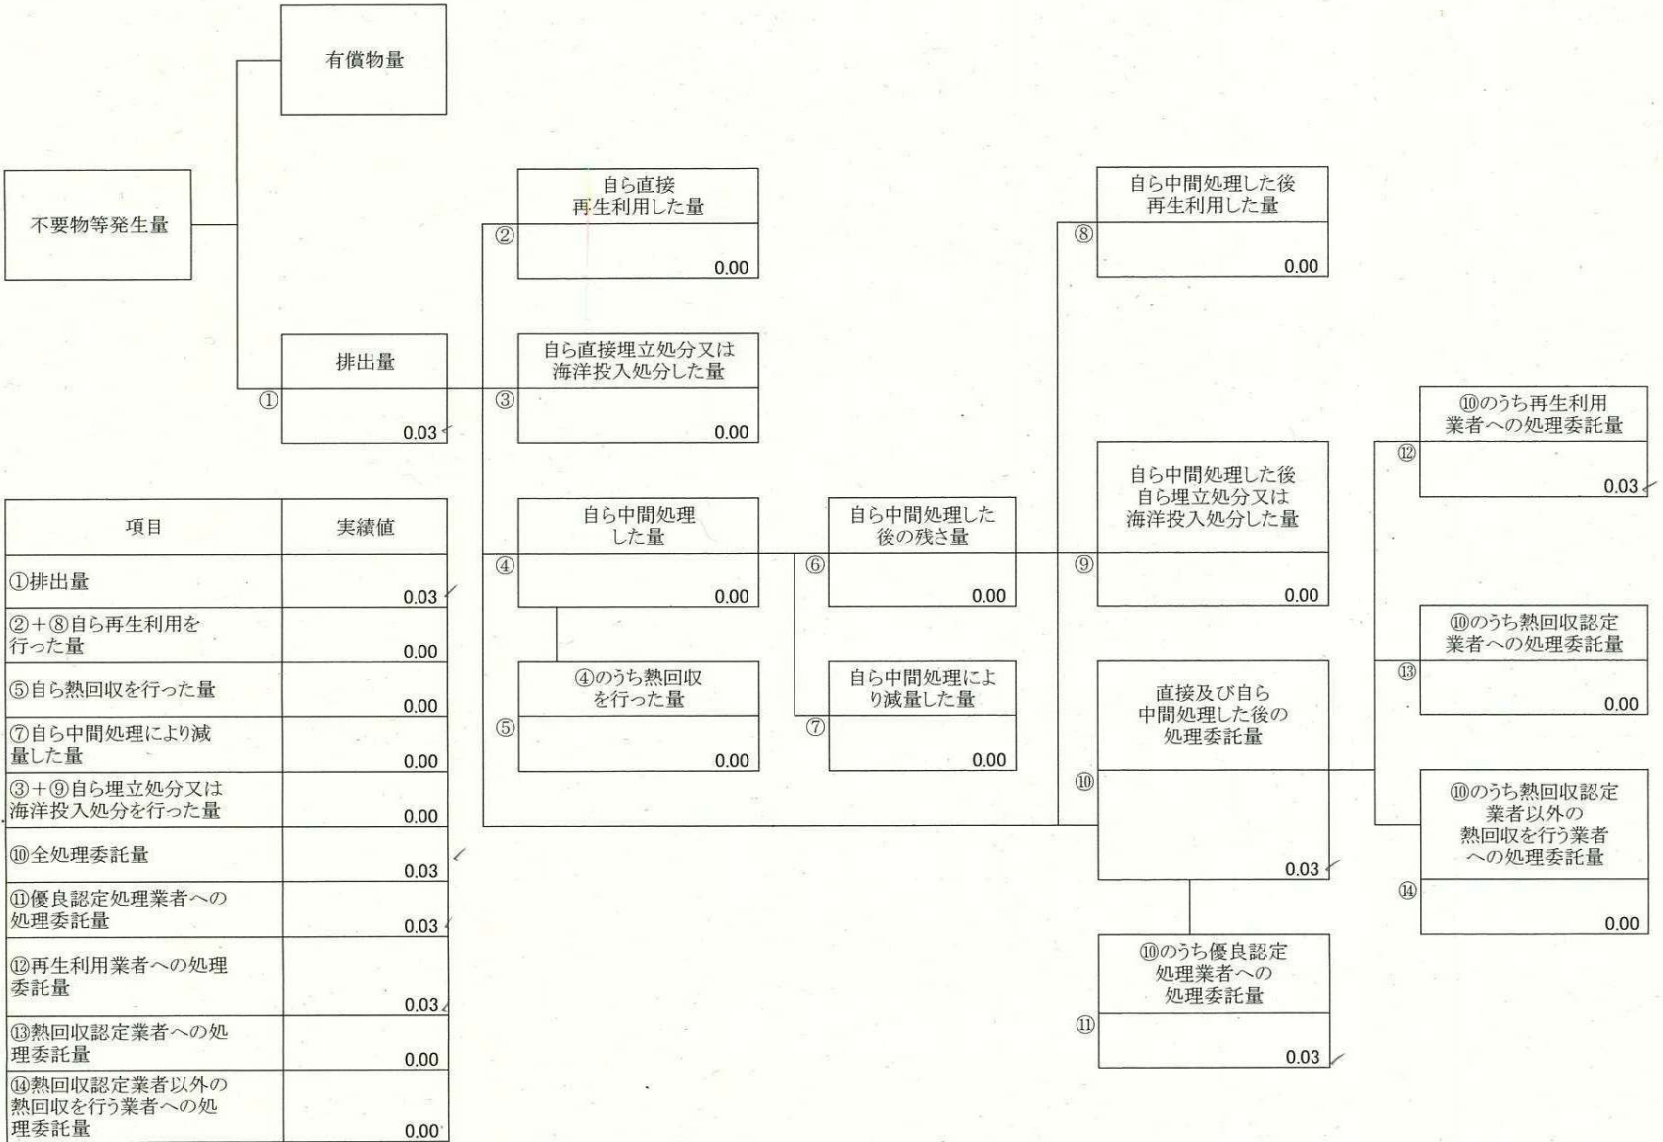 有償物量
不要物等発生量
自ら直接
再生利用した量
②
0.00
自ら中間処理した後
再生利用した量
⑧
0.00
排出量
①
0.03
自ら直接埋立処分又は
海洋投入処分した量
③
0.00
⑩のうち再生利用
業者への処理委託量
⑫
0.03
自ら中間処理
した量
④
0.00
自ら中間処理した
後の残さ量
⑥
0.00
自ら中間処理した後
自ら埋立処分又は
海洋投入処分した量
⑨
0.00
⑩のうち熱回収認定
業者への処理委託量
⑬
0.00
④のうち熱回収
を行った量
⑤
0.00
自ら中間処理によ
り減量した量
⑦
0.00
直接及び自ら
中間処理した後の
処理委託量
⑩
0.03
⑩のうち熱回収認定
業者以外の
熱回収を行う業者
への処理委託量
⑭
0.00
⑩のうち優良認定
処理業者への
処理委託量
⑪
0.03
項目 実績値
①排出量
0.03
②+⑧自ら再生利用を
行った量
0.00
⑤自ら熱回収を行った量
0.00
⑦自ら中間処理により減
量した量
0.00
③+⑨自ら埋立処分又は
海洋投入処分を行った量
0.00
⑩全処理委託量
0.03
⑪優良認定処理業者への
処理委託量
0.03
⑫再生利用業者への処理
委託量
0.03
⑬熱回収認定業者への処
理委託量
0.00
⑭熱回収認定業者以外の
熱回収を行う業者への処
理委託量
0.00